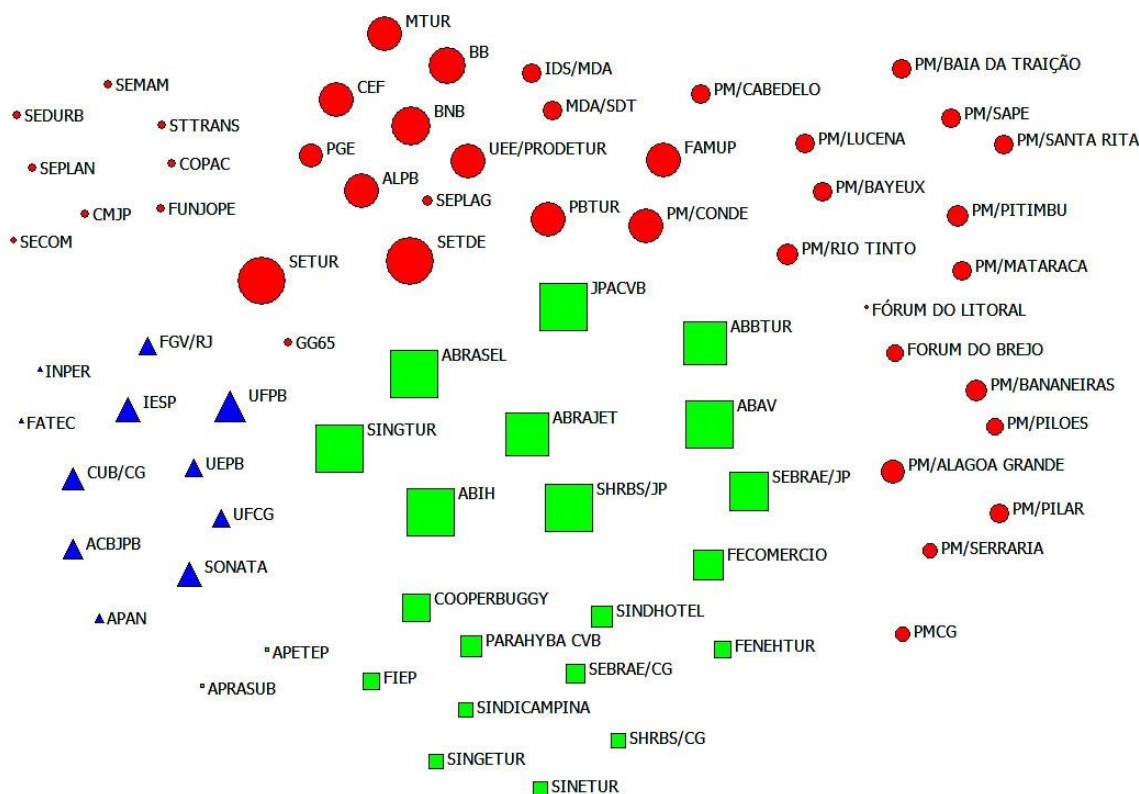 MTUR
BB
IDS/MDA
PM/BAIA DA TRAIÇÃO
SEMAM
CEF
PM/CABEDELO
MDA/SDT
SEDURB
BNB
PM/SAPE
STTRANS
PM/LUCENA
PM/SANTA RITA
PGE
UEE/PRODETUR
FAMUP
SEPLAN
COPAC
ALPB
PM/BAYEUX
SEPLAG
CMJP
FUNJOPE
PBTUR
PM/CONDE
PM/PITIMBU
SECOM
SETUR
SETDE
PM/RIO TINTO
PM/MATARACA
JPACVB
FÓRUM DO LITORAL
ABBTUR
FGV/RJ
GG65
FORUM DO BREJO
ABRASEL
INPER
PM/BANANEIRAS
IESP
UFPB
ABRAJET
ABAV
FATEC
SINGTUR
PM/PILOES
CUB/CG
UEPB
SEBRAE/JP
PM/ALAGOA GRANDE
ABIH
SHRBS/JP
UFCG
PM/PILAR
ACBJPB
SONATA
FECOMERCIO
PM/SERRARIA
COOPERBUGGY
SINDHOTEL
APAN
APETEP
PARAHYBA CVB
FENEHTUR
PMCG
APRASUB
FIEP
SEBRAE/CG
SINDICAMPINA
SHRBS/CG
SINGETUR
SINETUR